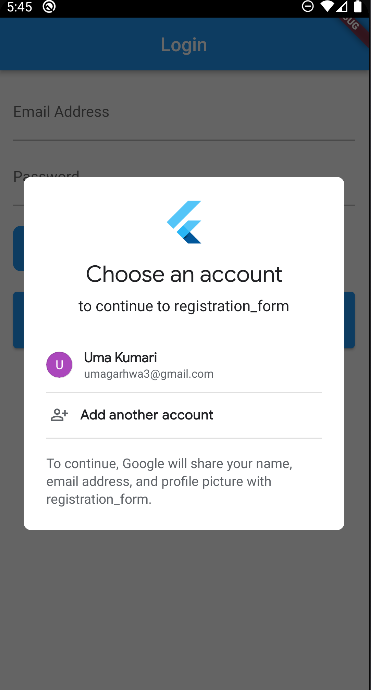 5:45
Login
Email Address
Password
Choose an account
to continue to registration_form
U
Uma Kumari
umagarhwa3@gmail.com
Add another account
To continue, Google will share your name,
email address, and profile picture with
registration_form.